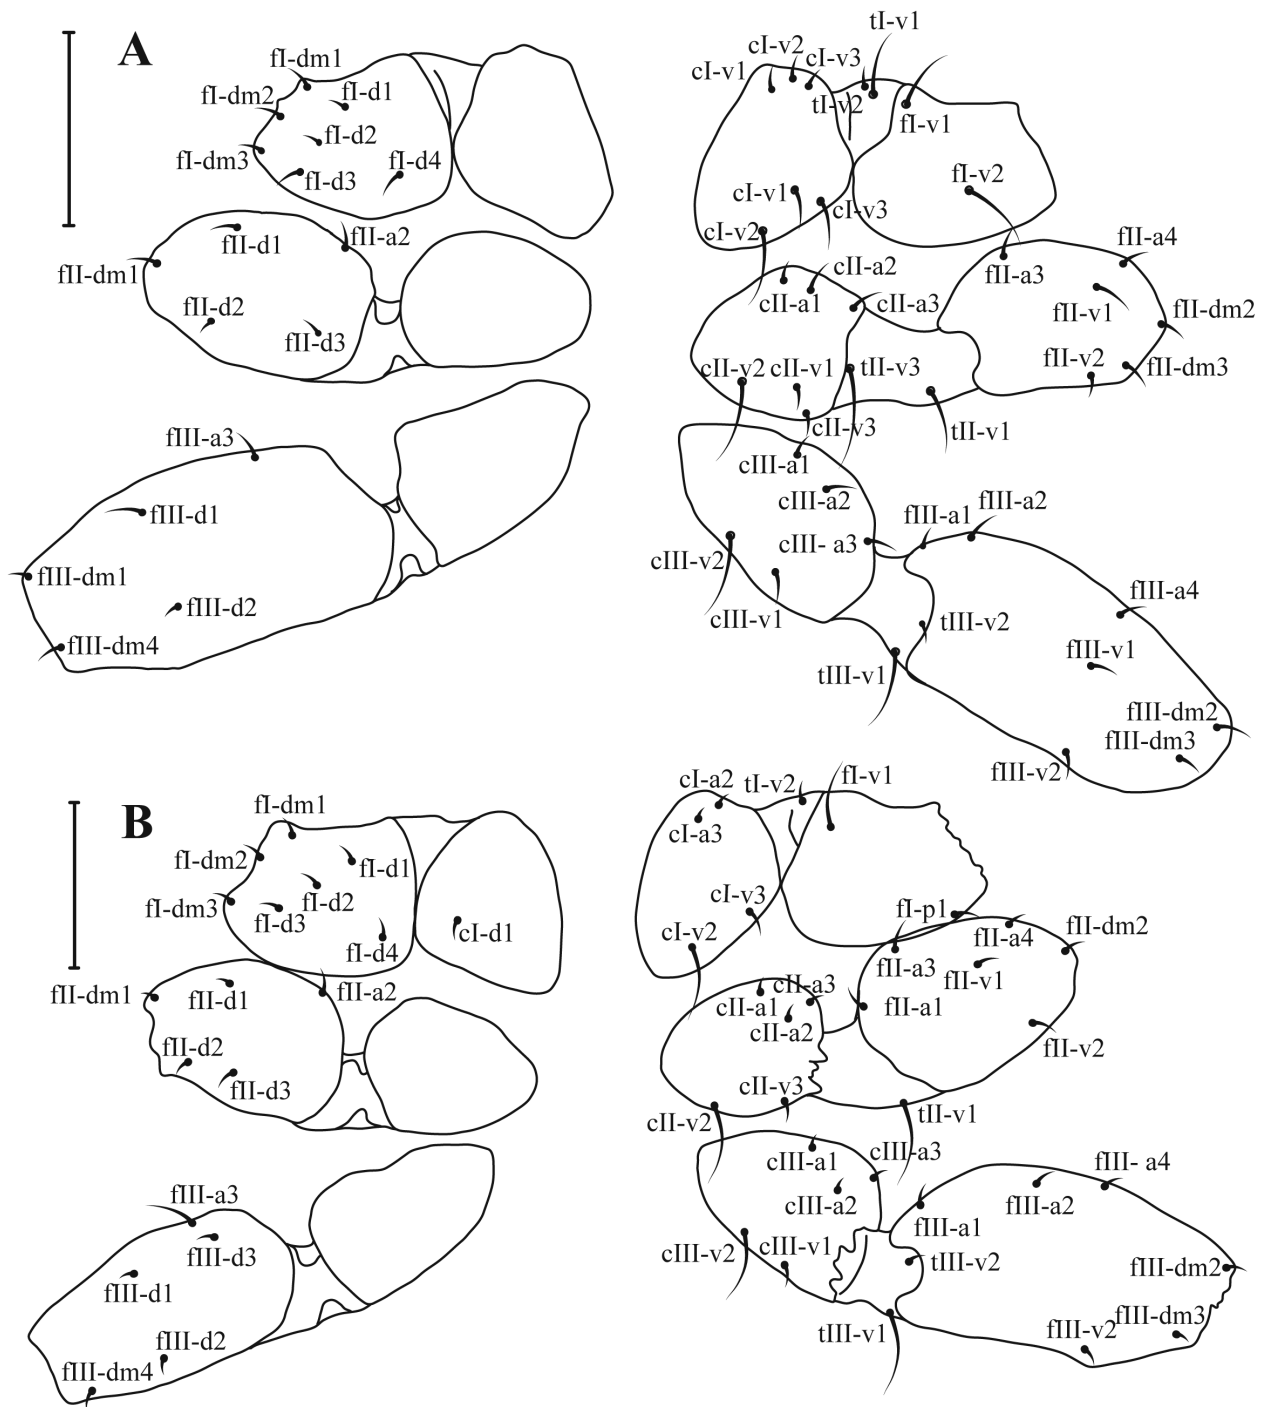 A
fI-dm1
fI-d1
fI-dm2
fI-d2
fI-dm3
fI-d4
fI-d3
fII-d1
fII-a2
fII-dm1
fII-d2
fII-d3
fIII-a3
fIII-d1
fIII-dm1
fIII-d2
fIII-dm4
tI-v1
cI-v2
cI-v3
cI-v1
tI-v2
fI-v1
fI-v2
cI-v1
cI-v3
cI-v2
fII-a4
cII-a2
fII-a3
cII-a1
cII-a3
fII-v1
fII-dm2
fII-v2
cII-v2
cII-v1
tII-v3
fII-dm3
cII-v3
tII-v1
cIII-a1
cIII-a2
fIII-a2
fIII-a1
cIII- a3
cIII-v2
fIII-a4
cIII-v1
tIII-v2
fIII-v1
tIII-v1
fIII-dm2
fIII-dm3
fIII-v2
B
fI-dm1
fI-dm2
fI-d1
fI-d2
fI-dm3
fI-d3
cI-d1
fI-d4
fII-dm1
fII-d1
fII-a2
fII-d2
fII-d3
fIII-a3
fIII-d3
fIII-d1
fIII-d2
fIII-dm4
cI-a2
tI-v2
fI-v1
cI-a3
cI-v3
fI-p1
cI-v2
fII-a4
fII-dm2
fII-a3
fII-v1
cII-a3
cII-a1
fII-a1
cII-a2
fII-v2
cII-v3
cII-v2
tII-v1
cIII-a1
cIII-a3
fIII- a4
cIII-a2
fIII-a2
fIII-a1
cIII-v2
cIII-v1
tIII-v2
fIII-dm2
tIII-v1
fIII-v2
fIII-dm3